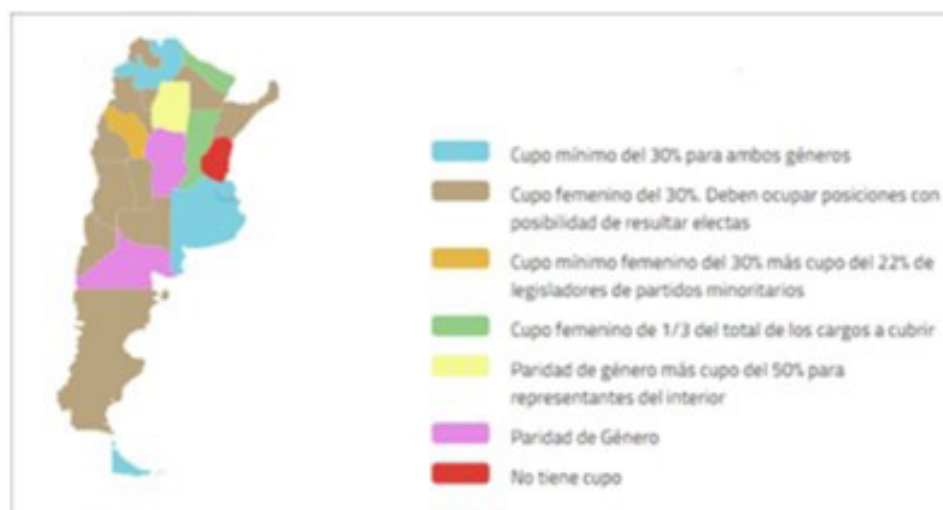 Cupo mínimo del 30% para ambos géneros
Cupo femenino del 30%. Deben ocupar posiciones con
posibilidad de resultar electas
Cupo mínimo femenino del 30% más cupo del 22% de
legisladores de partidos minoritarios
Cupo femenino de 1/3 del total de los cargos a cubrir
Paridad de género más cupo del 50% para
representantes del interior
Paridad de Género
No tiene cupo